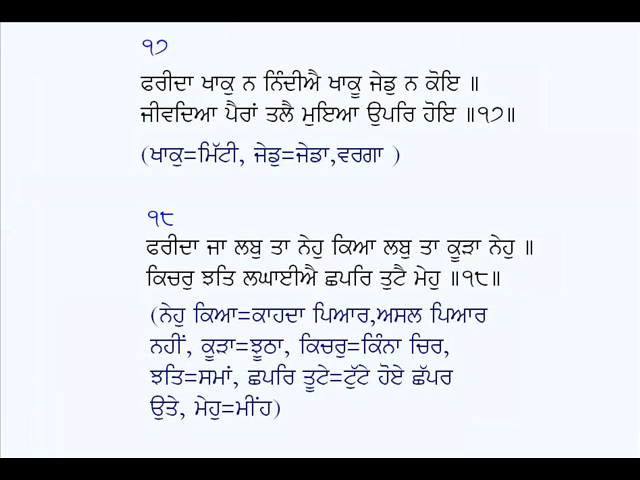 ੧੭
ਫਰੀਦਾ ਖਾਕੁ ਨ ਨਿੰਦੀਐ ਖਾਕੂ ਜੇਡੁ ਨ ਕੋਇ ॥
ਜੀਵਦਿਆ ਪੈਰਾਂ ਤਲੈ ਮੁਇਆ ਉਪਰਿ ਹੋਇ ॥੧੭॥
(ਖਾਕੁ=ਮਿੱਟੀ, ਜੇਡੁ=ਜੇਡਾ,ਵਰਗਾ )
੧੮
ਫਰੀਦਾ ਜਾ ਲਬੁ ਤਾ ਨੇਹੁ ਕਿਆ ਲਬੁ ਤਾ ਕੂੜਾ ਨੇਹੁ ॥
ਕਿਚਰੁ ਝਤਿ ਲਘਾਈਐ ਛਪਰਿ ਤੁਟੈ ਮੇਹੁ ॥੧੮॥
(ਨੇਹੁ ਕਿਆ=ਕਾਹਦਾ ਪਿਆਰ,ਅਸਲ ਪਿਆਰ
ਨਹੀਂ, ਕੂੜਾ=ਝੂਠਾ, ਕਿਚਰੁ=ਕਿੰਨਾ ਚਿਰ,
ਝਤਿ=ਸਮਾਂ, ਛਪਰਿ ਤੂਟੇ=ਟੁੱਟੇ ਹੋਏ ਛੱਪਰ
ਉਤੇ, ਮੇਹੁ=ਮੀਂਹ)